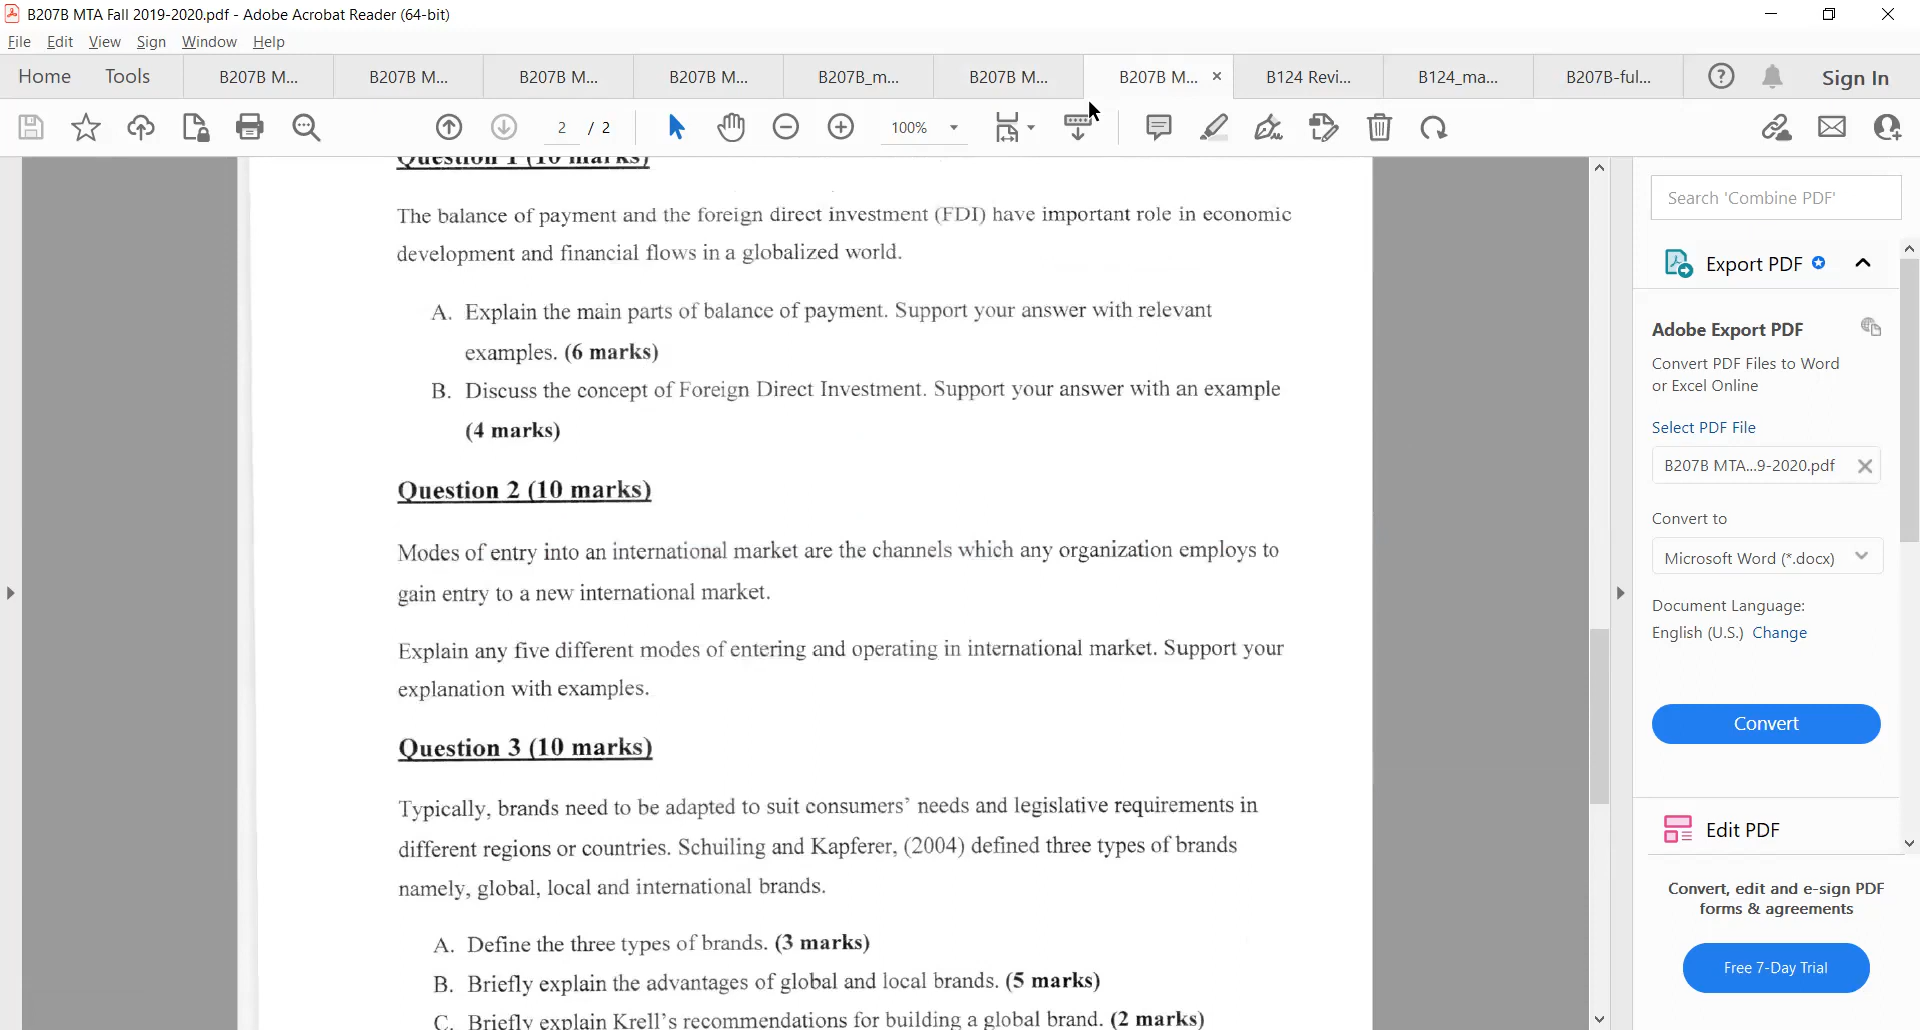 B207B MTA Fall 2019-2020.pdf - Adobe Acrobat Reader (64-bit)
File Edit View Sign Window Help
Home Tools B207B M... B207B M... B207B M... B207B M... B207B_m... B207B M... B207B M... B124 Revi... B124_ma... B207B-ful... Sign In
2 / 2 100%
Question 1 (10 marks)
The balance of payment and the foreign direct investment (FDI) have important role in economic
development and financial flows in a globalized world.
A. Explain the main parts of balance of payment. Support your answer with relevant
examples. (6 marks)
B. Discuss the concept of Foreign Direct Investment. Support your answer with an example
(4 marks)
Question 2 (10 marks)
Modes of entry into an international market are the channels which any organization employs to
gain entry to a new international market.
Explain any five different modes of entering and operating in international market. Support your
explanation with examples.
Question 3 (10 marks)
Typically, brands need to be adapted to suit consumers' needs and legislative requirements in
different regions or countries. Schuiling and Kapferer, (2004) defined three types of brands
namely, global, local and international brands.
A. Define the three types of brands. (3 marks)
B. Briefly explain the advantages of global and local brands. (5 marks)
C. Briefly explain Krell's recommendations for building a global brand. (2 marks)
Search 'Combine PDF'
Export PDF
Adobe Export PDF
Convert PDF Files to Word
or Excel Online
Select PDF File
B207B MTA...9-2020.pdf
Convert to
Microsoft Word (*.docx)
Document Language:
English (U.S.) Change
Convert
Edit PDF
Convert, edit and e-sign PDF
forms & agreements
Free 7-Day Trial